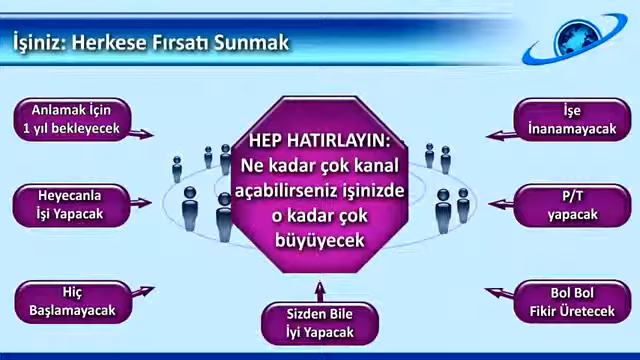 İşiniz: Herkese Fırsatı Sunmak
Anlamak İçin
1 yıl bekleyecek
Heyecanla
İşi Yapacak
Hiç
Başlamayacak
HEP HATIRLAYIN:
Ne kadar çok kanal
açabilirseniz işinizde
o kadar çok
büyüyecek
Sizden Bile
İyi Yapacak
İşe
İnanamayacak
P/T
yapacak
Bol Bol
Fikir Üretecek